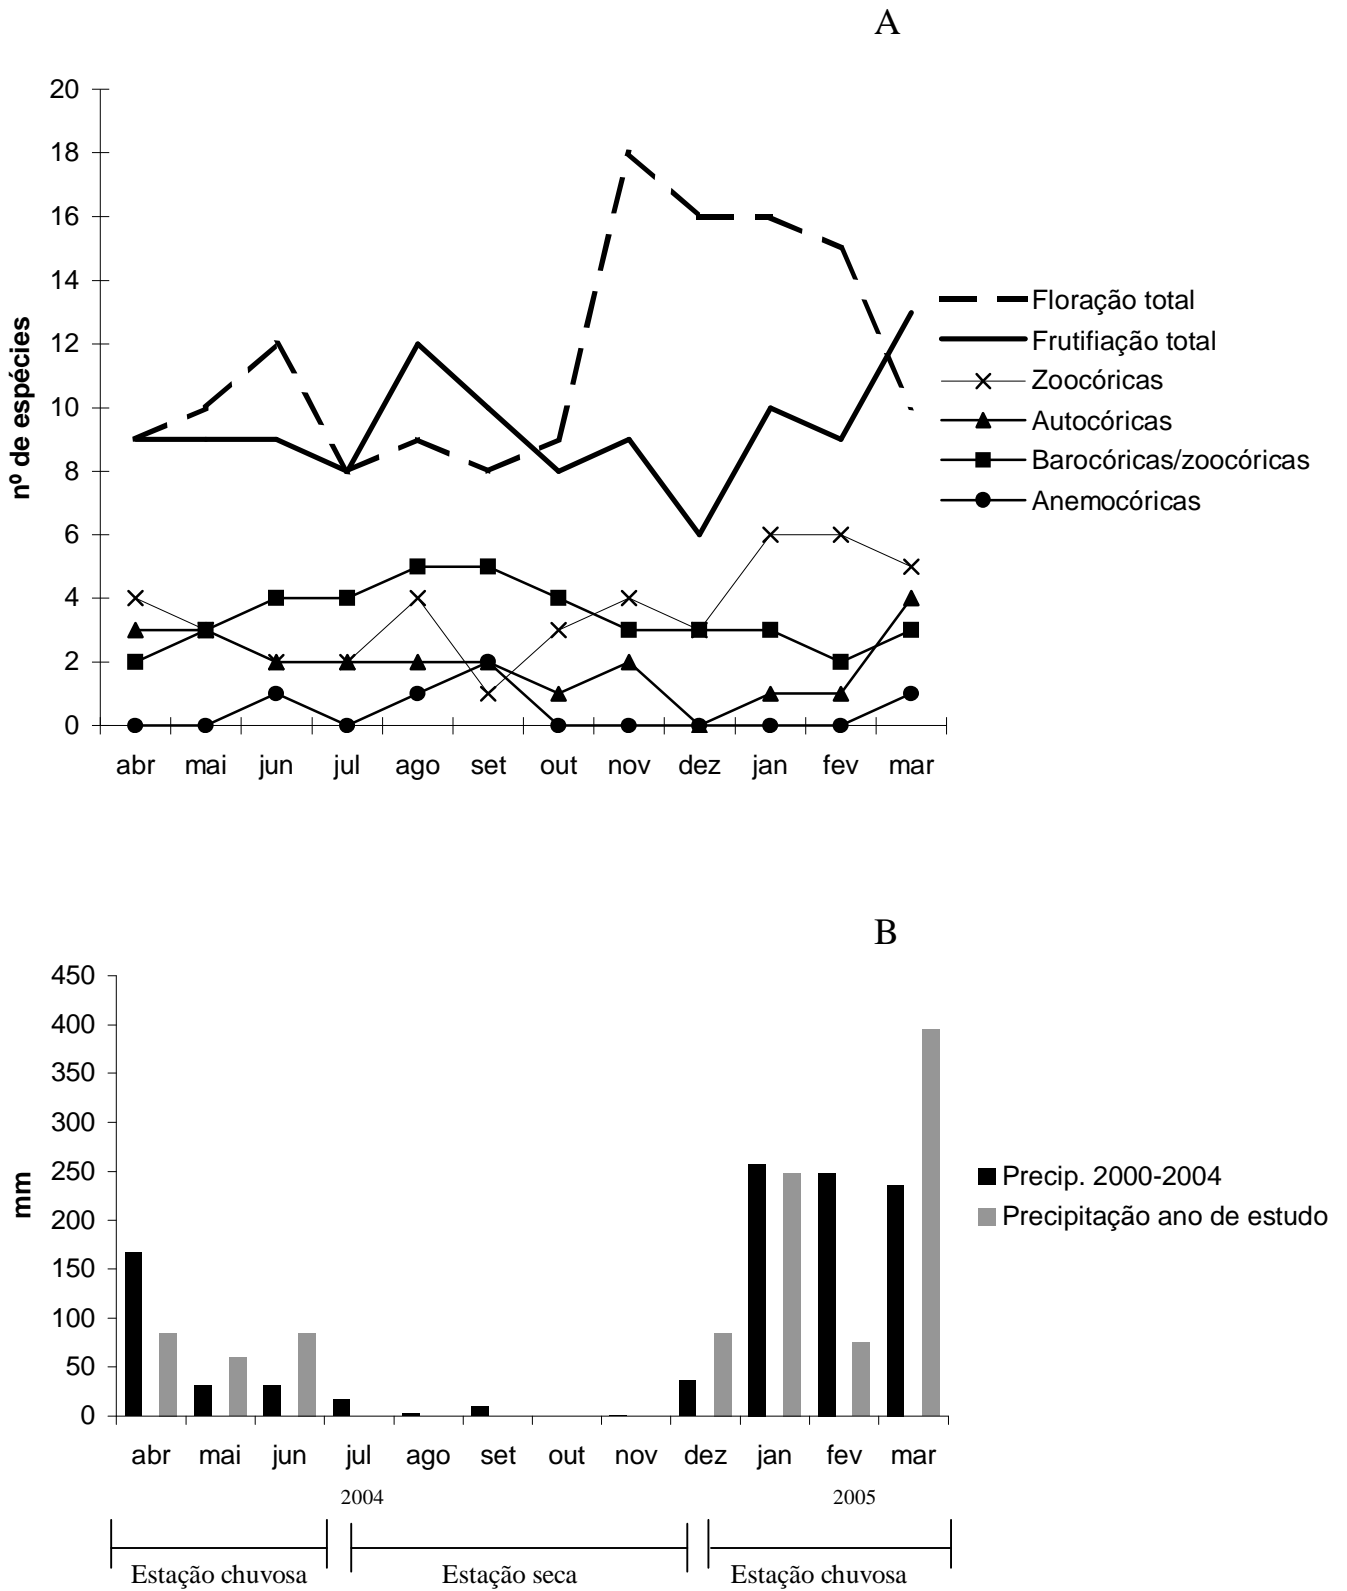 A
20
18
16
14
12
10
8
6
4
2
0
nº de espécies
abr mai jun jul ago set out nov dez jan fev mar
Floração total
Frutifiação total
Zoocóricas
Autocóricas
Barocóricas/zoocóricas
Anemocóricas
B
450
400
350
300
250
200
150
100
50
0
mm
abr mai jun jul ago set out nov dez jan fev mar
Precip. 2000-2004
Precipitação ano de estudo
2004 2005
Estação chuvosa Estação seca Estação chuvosa